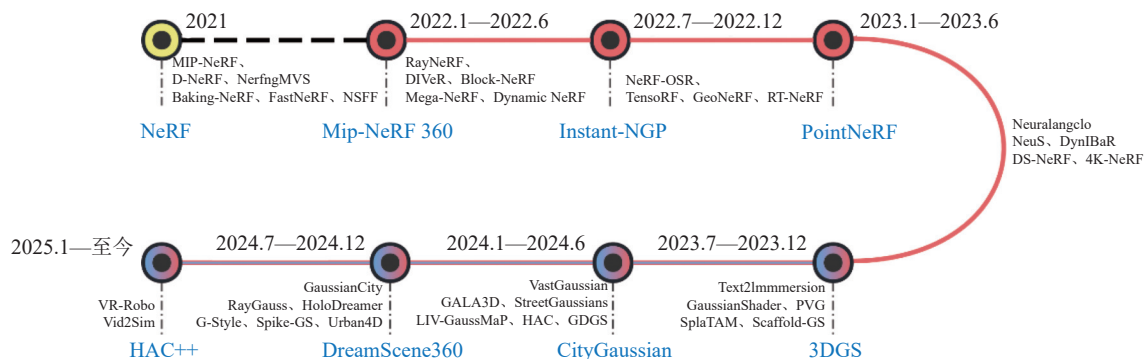 2021
2022.1—2022.6
2022.7—2022.12
2023.1—2023.6
MIP-NeRF、
D-NeRF、NerfngMVS
Baking-NeRF、FastNeRF、NSFF
RayNeRF、
DIVeR、Block-NeRF
Mega-NeRF、Dynamic NeRF
NeRF-OSR、
TensoRF、GeoNeRF、RT-NeRF
NeRF
Mip-NeRF 360
Instant-NGP
PointNeRF
Neuralangclo
NeuS、DynIBaR
DS-NeRF、4K-NeRF
2025.1—至今
2024.7—2024.12
2024.1—2024.6
2023.7—2023.12
VR-Robo
Vid2Sim
GaussianCity
RayGauss、HoloDreamer
G-Style、Spike-GS、Urban4D
VastGaussian
GALA3D、StreetGaussians
LIV-GaussMaP、HAC、GDGS
Text2lmmmersion
GaussianShader、PVG
SplaTAM、Scaffold-GS
HAC++
DreamScene360
CityGaussian
3DGS